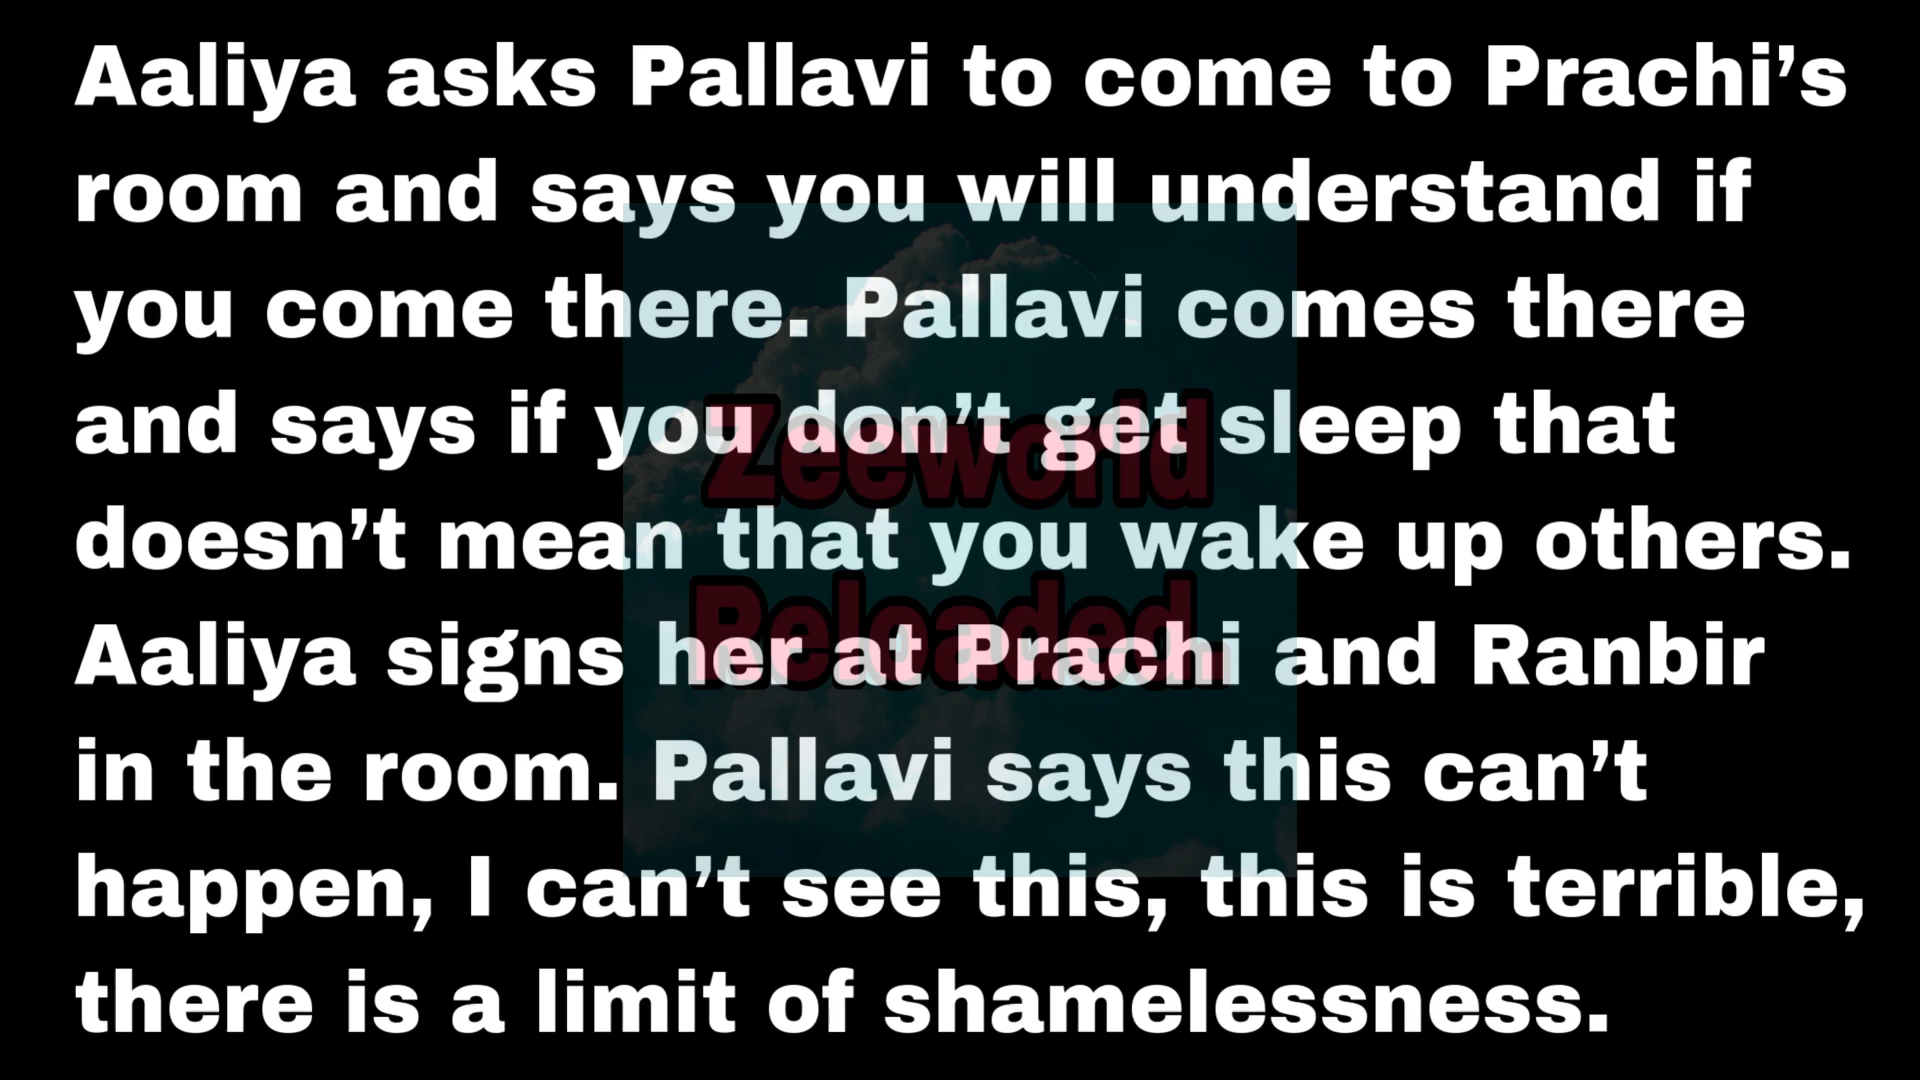 Aaliya asks Pallavi to come to Prachi’s
room and says you will understand if
you come there. Pallavi comes there
and says if you don’t get sleep that
doesn’t mean that you wake up others.
Aaliya signs her at Prachi and Ranbir
in the room. Pallavi says this can’t
happen, I can’t see this, this is terrible,
there is a limit of shamelessness.
Zeeworld
Reloaded.